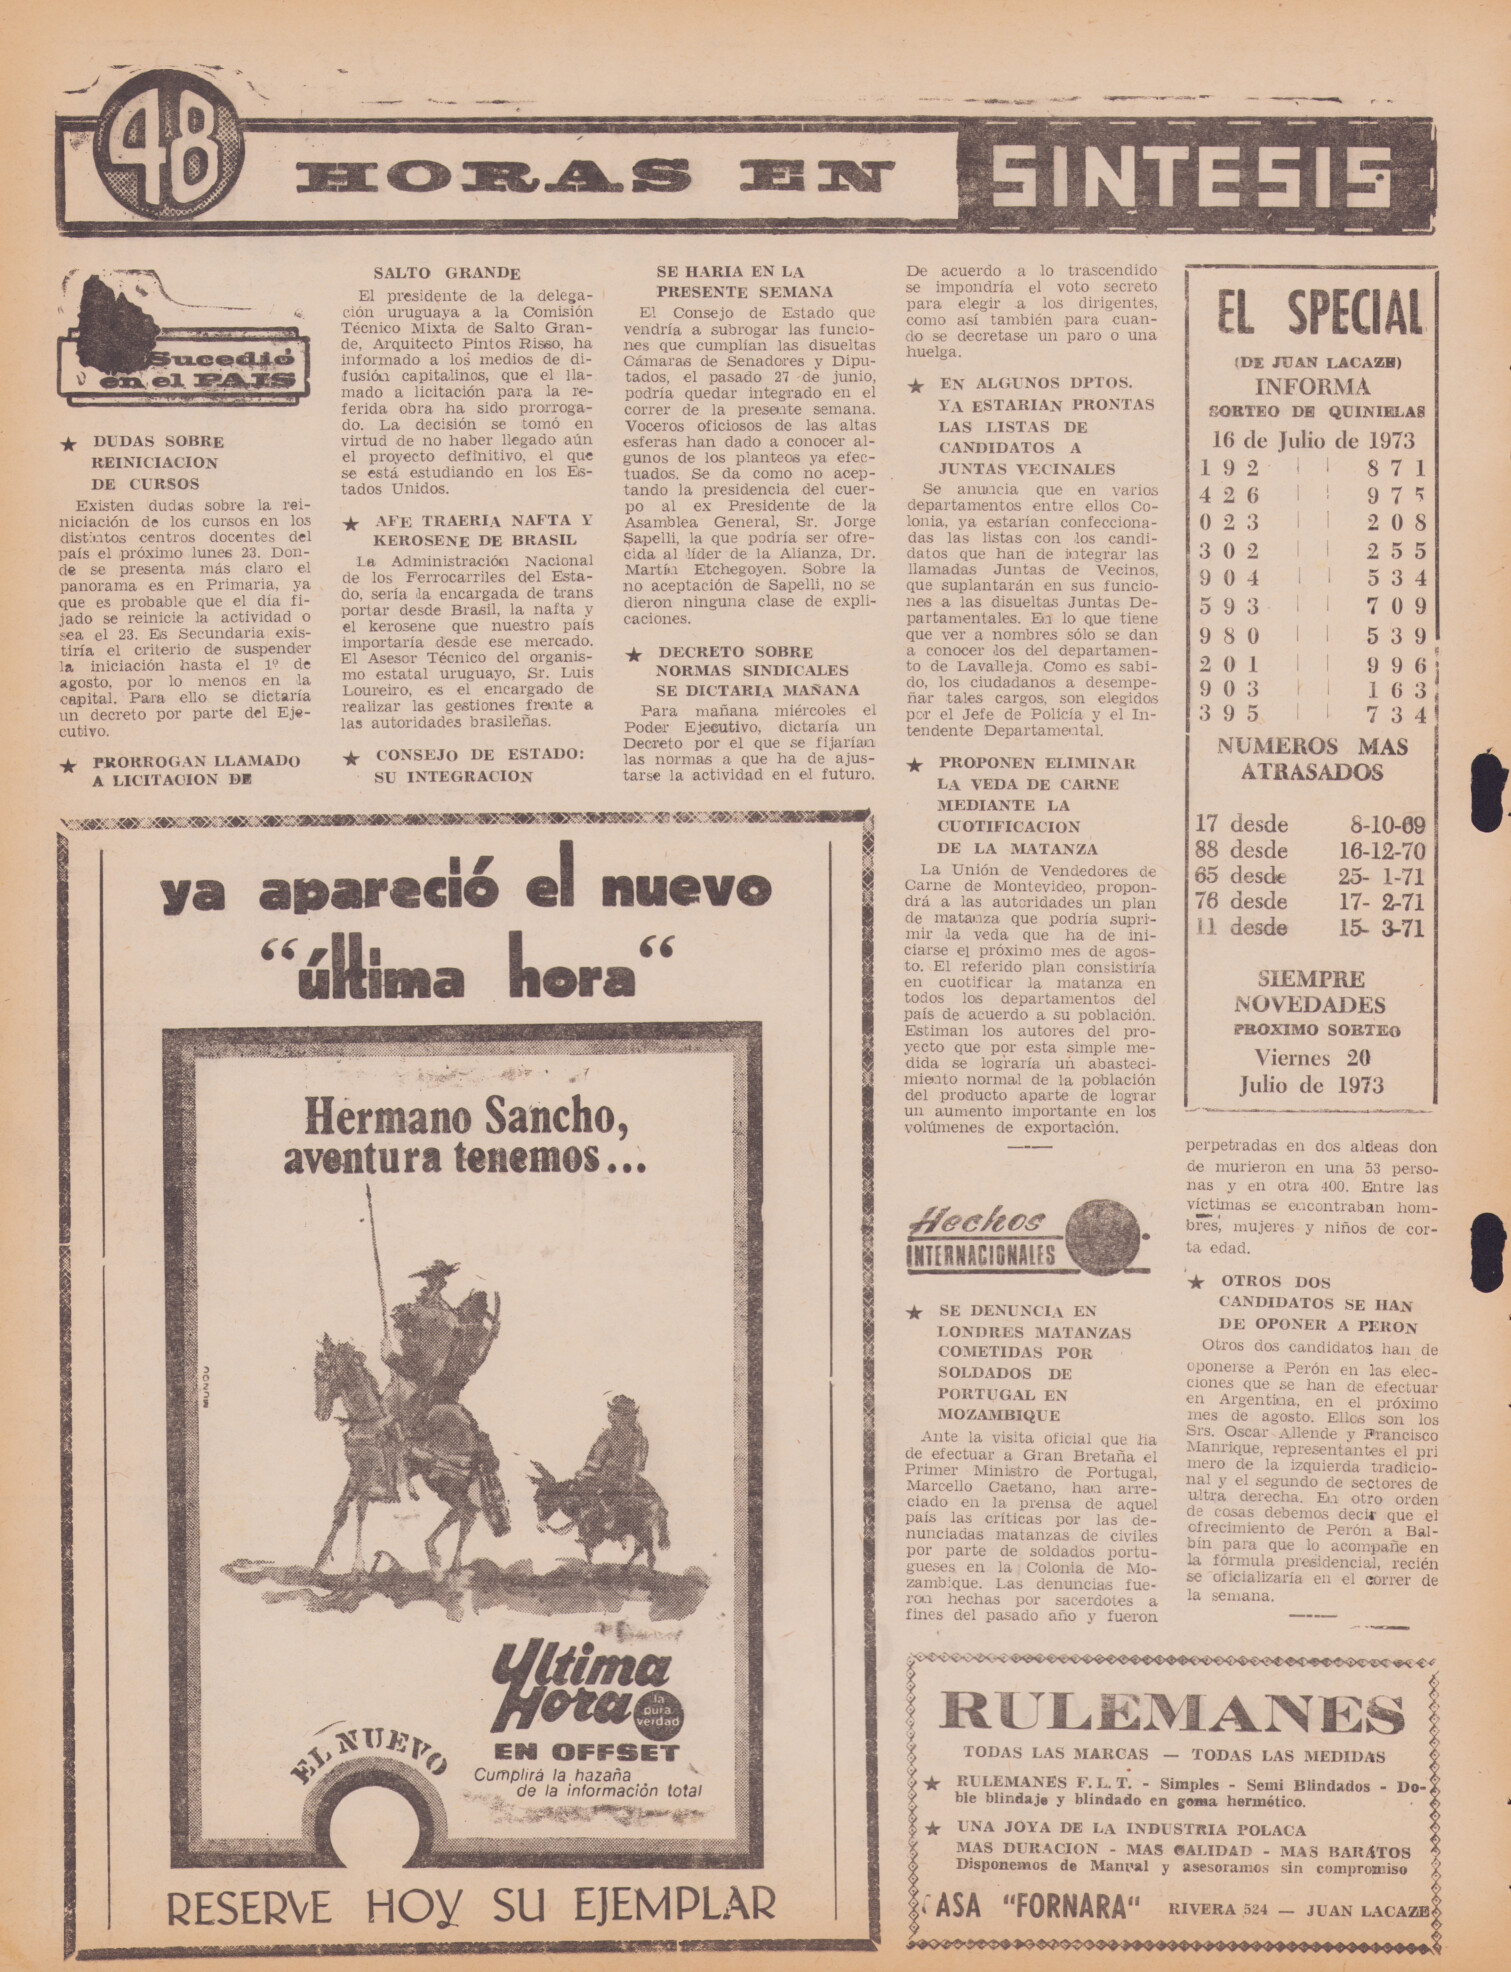 48 HORAS EN SINTESIS
Sucedió
en el PAIS
★ DUDAS SOBRE
REINICIACION
DE CURSOS
Existen dudas sobre la rei-
niciación de los cursos en los
distintos centros docentes del
país el próximo lunes 23. Don-
de se presenta más claro el
panorama es en Primaria, ya
que es probable que el día fi-
jado se reinicie la actividad o
sea el 23. Es Secundaria exis-
tiría el criterio de suspender
la iniciación hasta el 1º de
agosto, por lo menos en la
capital. Para ello se dictaría
un decreto por parte del Eje-
cutivo.
★ PRORROGAN LLAMADO
A LICITACION DE
SALTO GRANDE
El presidente de la delega-
ción uruguaya a la Comisión
Técnico Mixta de Salto Gran-
de, Arquitecto Pintos Risso, ha
informado a los medios de di-
fusión capitalinos, que el lla-
mado a licitación para la re-
ferida obra ha sido prorroga-
do. La decisión se tomó en
virtud de no haber llegado aún
el proyecto definitivo, el que
se está estudiando en los Es-
tados Unidos.
★ AFE TRAERIA NAFTA Y
KEROSENE DE BRASIL
La Administración Nacional
de los Ferrocarriles del Esta-
do, sería la encargada de trans
portar desde Brasil, la nafta y
el kerosene que nuestro país
importaría desde ese mercado.
El Asesor Técnico del organis-
mo estatal uruguayo, Sr. Luis
Loureiro, es el encargado de
realizar las gestiones frente a
las autoridades brasileñas.
★ CONSEJO DE ESTADO:
SU INTEGRACION
SE HARIA EN LA
PRESENTE SEMANA
El Consejo de Estado que
vendría a subrogar las funcio-
nes que cumplían las disueltas
Cámaras de Senadores y Dipu-
tados, el pasado 27 de junio,
podría quedar integrado en el
correr de la presente semana.
Voceros oficiosos de las altas
esferas han dado a conocer al-
gunos de los planteos ya efec-
tuados. Se da como no acep-
tando la presidencia del cuer-
po al ex Presidente de la
Asamblea General, Sr. Jorge
Sapelli, la que podría ser ofre-
cida al líder de la Alianza, Dr.
Martín Etchegoyen. Sobre la
no aceptación de Sapelli, no se
dieron ninguna clase de expli-
caciones.
★ DECRETO SOBRE
NORMAS SINDICALES
SE DICTARIA MAÑANA
Para mañana miércoles el
Poder Ejecutivo, dictaría un
Decreto por el que se fijarían
las normas a que ha de ajus-
tarse la actividad en el futuro.
De acuerdo a lo trascendido
se impondría el voto secreto
para elegir a los dirigentes,
como así también para cuan-
do se decretase un paro o una
huelga.
★ EN ALGUNOS DPTOS.
YA ESTARIAN PRONTAS
LAS LISTAS DE
CANDIDATOS A
JUNTAS VECINALES
Se anuncia que en varios
departamentos entre ellos Co-
lonia, ya estarían confecciona-
das las listas con los candi-
datos que han de integrar las
llamadas Juntas de Vecinos,
que suplantarán en sus funcio-
nes a las disueltas Juntas De-
partamentales. En lo que tiene
que ver a nombres sólo se dan
a conocer los del departamen-
to de Lavalleja. Como es sabi-
do, los ciudadanos a desempe-
ñar tales cargos, son elegidos
por el Jefe de Policía y el In-
tendente Departamental.
★ PROPONEN ELIMINAR
LA VEDA DE CARNE
MEDIANTE LA
CUOTIFICACION
DE LA MATANZA
La Unión de Vendedores de
Carne de Montevideo, propon-
drá a las autoridades un plan
de matanza que podría supri-
mir la veda que ha de ini-
ciarse el próximo mes de agos-
to. El referido plan consistiría
en cuotificar la matanza en
todos los departamentos del
país de acuerdo a su población.
Estiman los autores del pro-
yecto que por esta simple me-
dida se lograría un abasteci-
miento normal de la población
del producto aparte de lograr
un aumento importante en los
volúmenes de exportación.
EL SPECIAL
(DE JUAN LACAZE)
INFORMA
SORTEO DE QUINIELAS
16 de Julio de 1973
192 | | 871
426 | | 975
023 | | 208
302 | | 255
904 | | 534
593 | | 709
980 | | 539
201 | | 996
903 | | 163
395 | | 734
NUMEROS MAS
ATRASADOS
17 desde 8-10-69
88 desde 16-12-70
65 desde 25- 1-71
76 desde 17- 2-71
11 desde 15- 3-71
SIEMPRE
NOVEDADES
PROXIMO SORTEO
Viernes 20
Julio de 1973
Hechos
INTERNACIONALES
★ SE DENUNCIA EN
LONDRES MATANZAS
COMETIDAS POR
SOLDADOS DE
PORTUGAL EN
MOZAMBIQUE
Ante la visita oficial que ha
de efectuar a Gran Bretaña el
Primer Ministro de Portugal,
Marcello Caetano, han arre-
ciado en la prensa de aquel
país las críticas por las de-
nunciadas matanzas de civiles
por parte de soldados portu-
gueses en la Colonia de Mo-
zambique. Las denuncias fue-
ron hechas por sacerdotes a
fines del pasado año y fueron
perpetradas en dos aldeas don
de murieron en una 53 perso-
nas y en otra 400. Entre las
víctimas se encontraban hom-
bres, mujeres y niños de cor-
ta edad.
★ OTROS DOS
CANDIDATOS SE HAN
DE OPONER A PERON
Otros dos candidatos han de
oponerse a Perón en las elec-
ciones que se han de efectuar
en Argentina, en el próximo
mes de agosto. Ellos son los
Srs. Oscar Allende y Francisco
Manrique, representantes el pri
mero de la izquierda tradicio-
nal y el segundo de sectores de
ultra derecha. En otro orden
de cosas debemos decir que el
ofrecimiento de Perón a Bal-
bín para que lo acompañe en
la fórmula presidencial, recién
se oficializaría en el correr de
la semana.
ya apareció el nuevo
"última hora"
Hermano Sancho,
aventura tenemos...
Ultima
Hora
la
pura
verdad
EN OFFSET
Cumplirá la hazaña
de la información total
EL NUEVO
RESERVE HOY SU EJEMPLAR
RULEMANES
TODAS LAS MARCAS — TODAS LAS MEDIDAS
★ RULEMANES F.L.T. - Simples - Semi Blindados - Do-
ble blindaje y blindado en goma hermético.
★ UNA JOYA DE LA INDUSTRIA POLACA
MAS DURACION - MAS CALIDAD - MAS BARATOS
Disponemos de Manual y asesoramos sin compromiso
CASA "FORNARA" RIVERA 524 — JUAN LACAZE